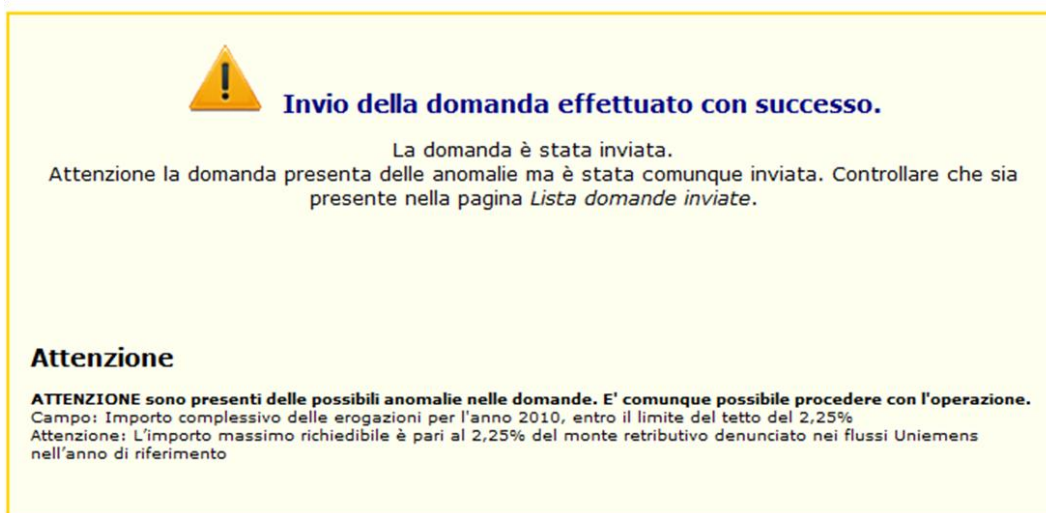 Invio della domanda effettuato con successo.
La domanda è stata inviata.
Attenzione la domanda presenta delle anomalie ma è stata comunque inviata. Controllare che sia
presente nella pagina Lista domande inviate.
Attenzione
ATTENZIONE sono presenti delle possibili anomalie nelle domande. E' comunque possibile procedere con l'operazione.
Campo: Importo complessivo delle erogazioni per l'anno 2010, entro il limite del tetto del 2,25%
Attenzione: L’importo massimo richiedibile è pari al 2,25% del monte retributivo denunciato nei flussi Uniemens
nell’anno di riferimento